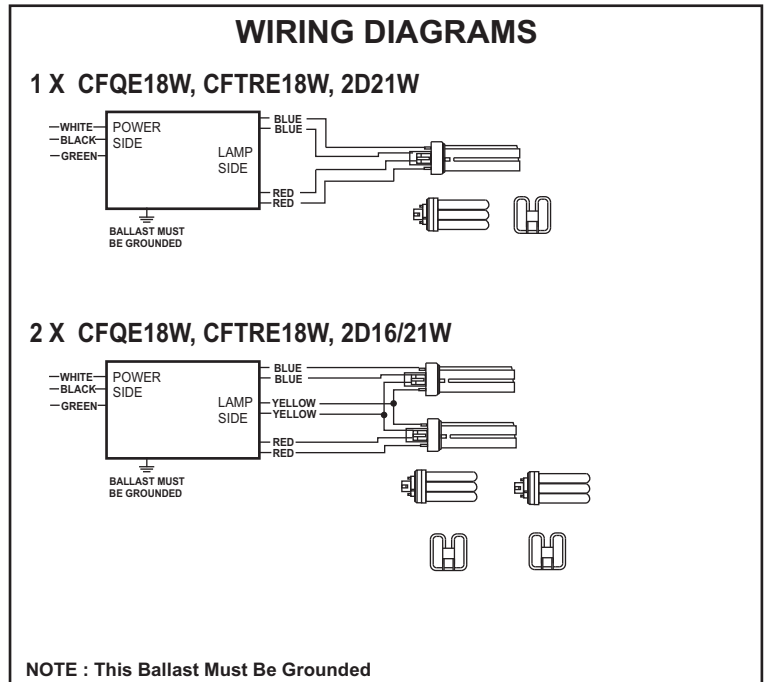 WIRING DIAGRAMS
1 X CFQE18W, CFTRE18W, 2D21W
WHITE
BLACK
GREEN
POWER
SIDE
LAMP
SIDE
BLUE
BLUE
RED
RED
BALLAST MUST
BE GROUNDED
2 X CFQE18W, CFTRE18W, 2D16/21W
WHITE
BLACK
GREEN
POWER
SIDE
LAMP
SIDE
BLUE
BLUE
YELLOW
YELLOW
RED
RED
BALLAST MUST
BE GROUNDED
NOTE : This Ballast Must Be Grounded